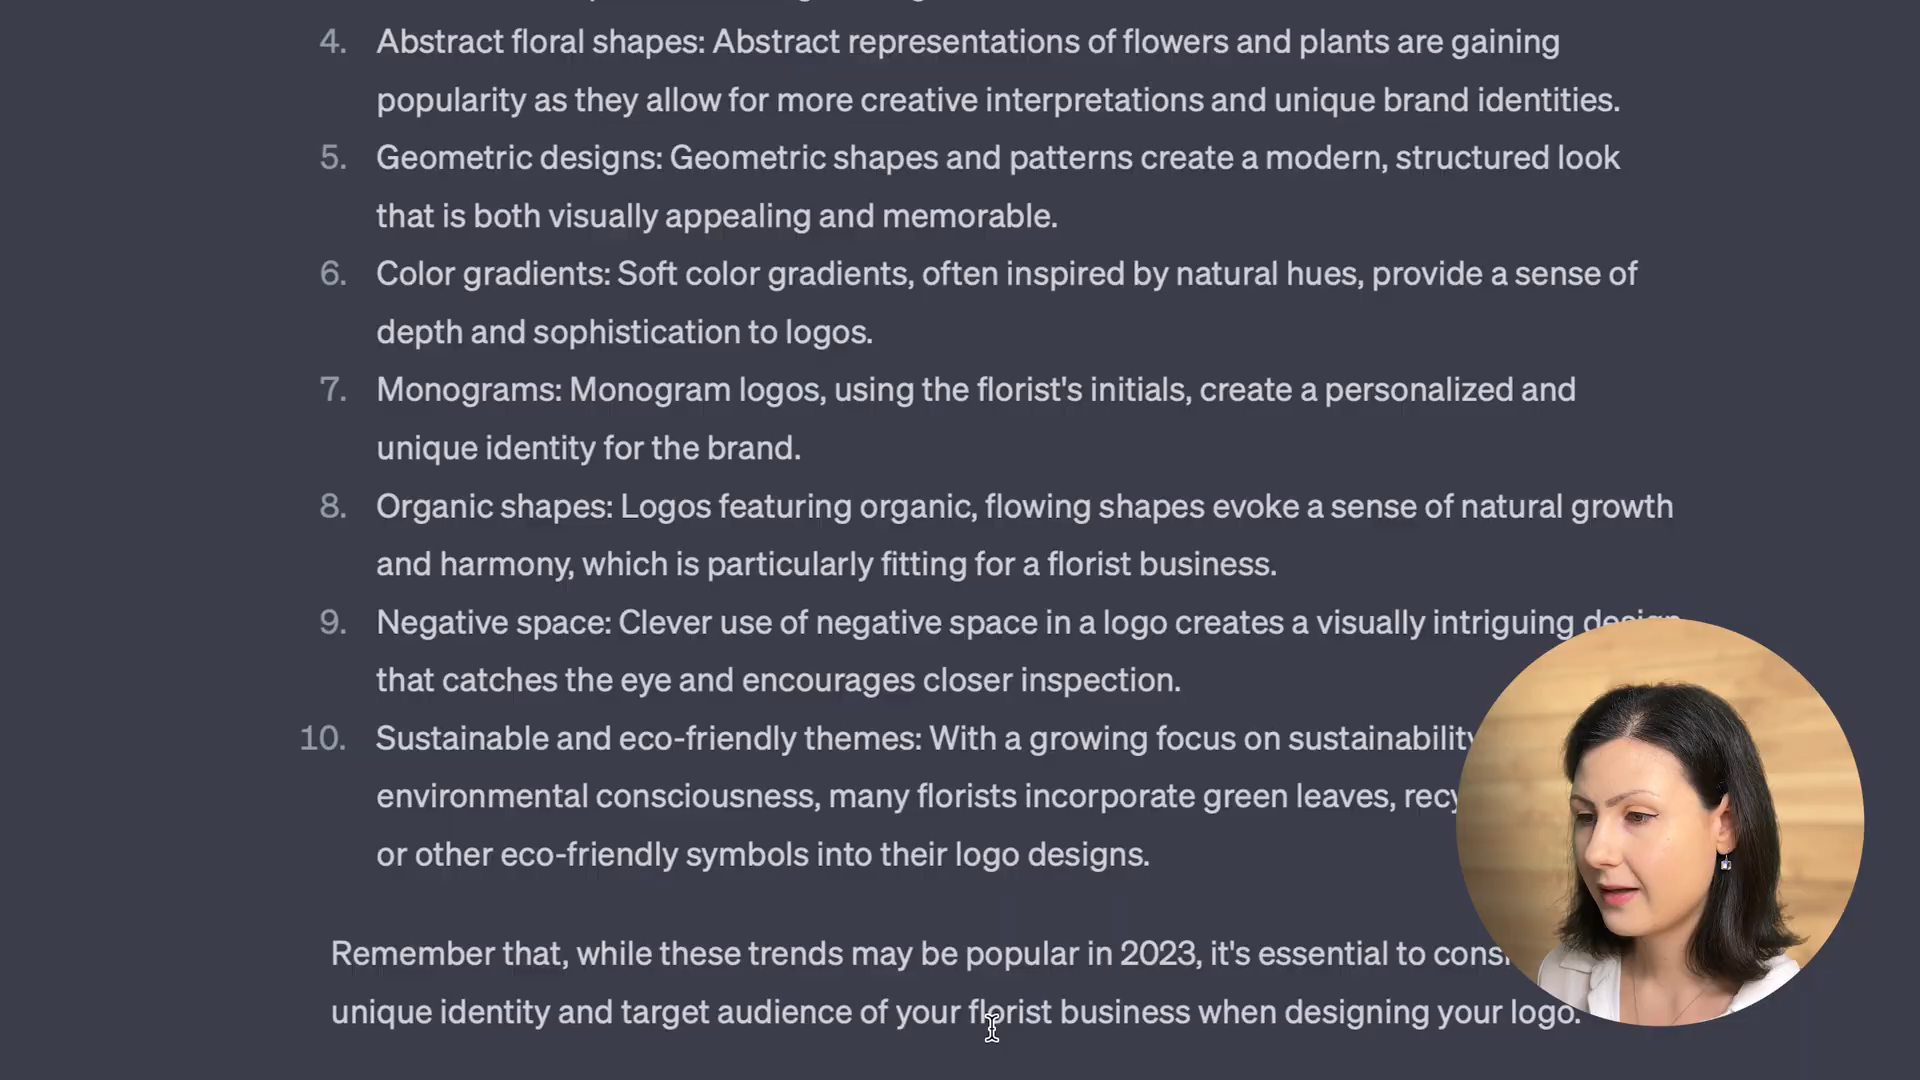 4. Abstract floral shapes: Abstract representations of flowers and plants are gaining
popularity as they allow for more creative interpretations and unique brand identities.
5. Geometric designs: Geometric shapes and patterns create a modern, structured look
that is both visually appealing and memorable.
6. Color gradients: Soft color gradients, often inspired by natural hues, provide a sense of
depth and sophistication to logos.
7. Monograms: Monogram logos, using the florist's initials, create a personalized and
unique identity for the brand.
8. Organic shapes: Logos featuring organic, flowing shapes evoke a sense of natural growth
and harmony, which is particularly fitting for a florist business.
9. Negative space: Clever use of negative space in a logo creates a visually intriguing design
that catches the eye and encourages closer inspection.
10. Sustainable and eco-friendly themes: With a growing focus on sustainability
environmental consciousness, many florists incorporate green leaves,
or other eco-friendly symbols into their logo designs.
Remember that, while these trends may be popular in 2023, it's essential to
unique identity and target audience of your florist business when designing your logo.